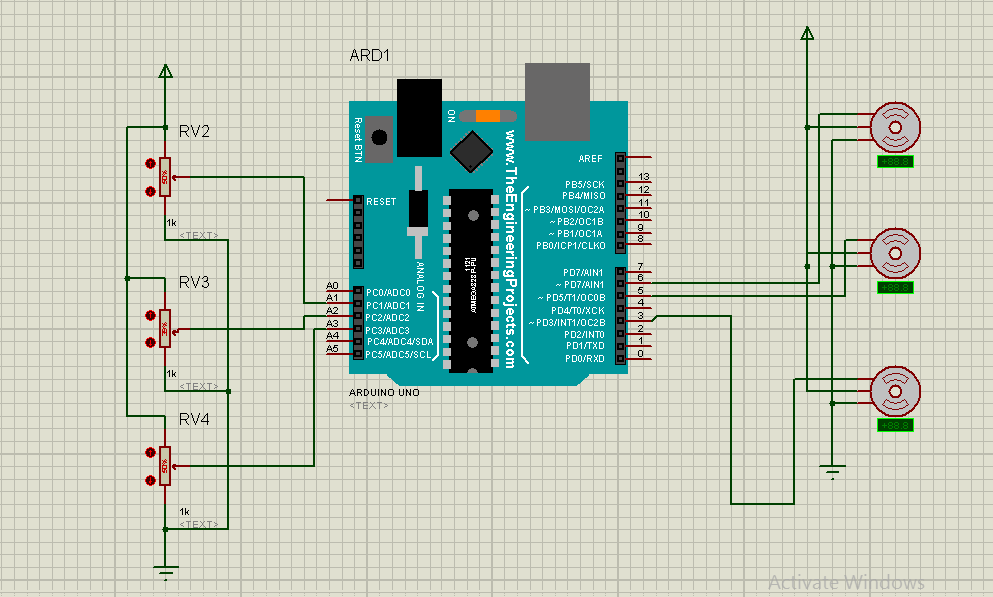 ARD1
RV2
50%
1k
<TEXT>
RV3
50%
1k
<TEXT>
RV4
50%
1k
<TEXT>
Reset BTN
ON
www.TheEngineeringProjects.com
ANALOG IN
RESET
A0
A1
A2
A3
A4
A5
PC0/ADC0
PC1/ADC1
PC2/ADC2
PC3/ADC3
PC4/ADC4/SDA
PC5/ADC5/SCL
AREF
PB5/SCK
PB4/MISO
~ PB3/MOSI/OC2A
~ PB2/OC1B
~ PB1/OC1A
PB0/ICP1/CLKO
13
12
11
10
9
8
PD7/AIN1
~ PD7/AIN1
~ PD5/T1/OC0B
PD4/T0/XCK
~ PD3/INT1/OC2B
PD2/INT0
PD1/TXD
PD0/RXD
7
6
5
4
3
2
1
0
ARDUINO UNO
<TEXT>
+88.8
+88.8
+88.8
Activate Windows